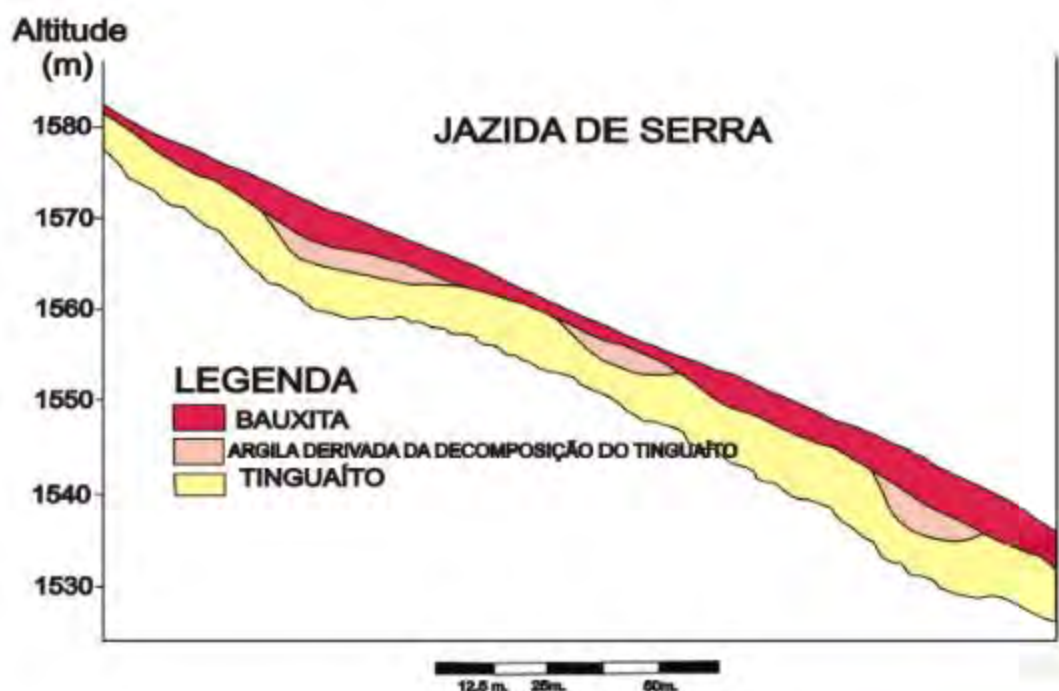 Altitude
(m)
JAZIDA DE SERRA
1580
1570
1560
1550
1540
1530
LEGENDA
BAUXITA
ARGILA DERIVADA DA DECOMPOSIÇÃO DO TINGUAÍTO
TINGUAÍTO
12,5 m. 25m. 50m.